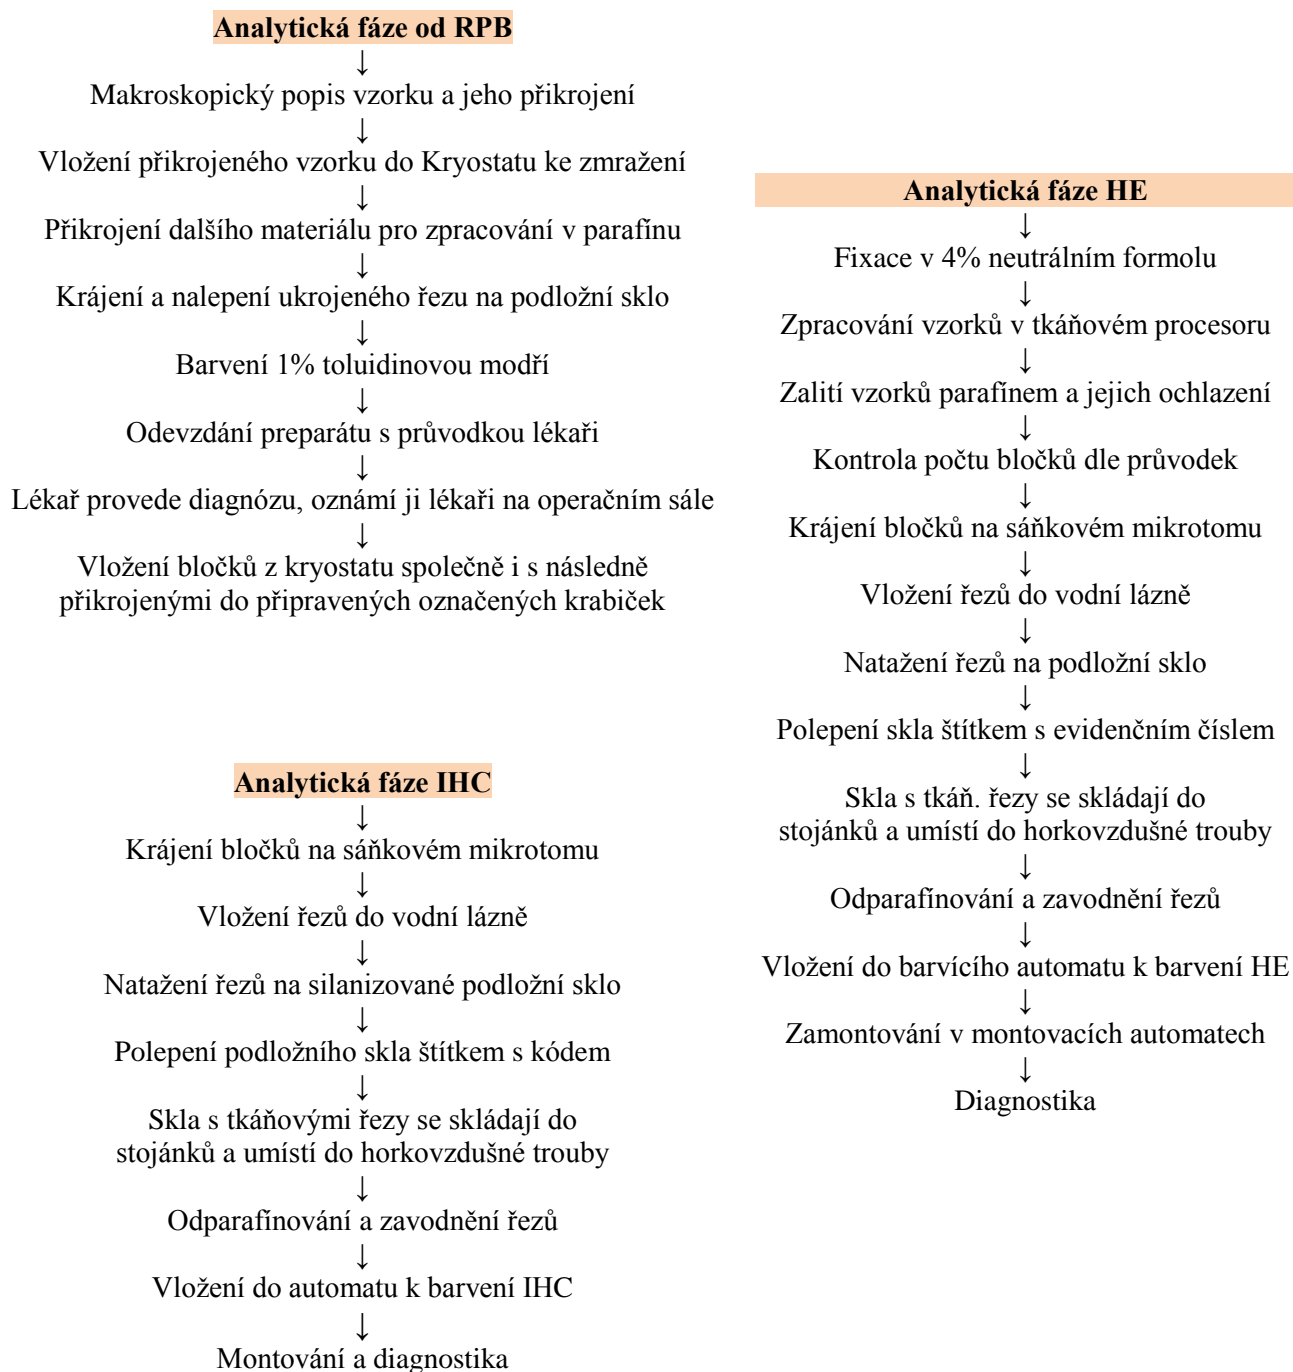 Analytická fáze od RPB
↓
Makroskopický popis vzorku a jeho přikrojení
↓
Vložení přikrojeného vzorku do Kryostatu ke zmražení
↓
Přikrojení dalšího materiálu pro zpracování v parafínu
↓
Krájení a nalepení ukrojeného řezu na podložní sklo
↓
Barvení 1% toluidinovou modří
↓
Odevzdání preparátu s průvodkou lékaři
↓
Lékař provede diagnózu, oznámí ji lékaři na operačním sále
↓
Vložení bločků z kryostatu společně i s následně
přikrojenými do připravených označených krabiček
Analytická fáze IHC
↓
Krájení bločků na sáňkovém mikrotomu
↓
Vložení řezů do vodní lázně
↓
Natažení řezů na silanizované podložní sklo
↓
Polepení podložního skla štítkem s kódem
↓
Skla s tkáňovými řezy se skládají do
stojánků a umístí do horkovzdušné trouby
↓
Odparafínování a zavodnění řezů
↓
Vložení do automatu k barvení IHC
↓
Montování a diagnostika
Analytická fáze HE
↓
Fixace v 4% neutrálním formolu
↓
Zpracování vzorků v tkáňovém procesoru
↓
Zalití vzorků parafínem a jejich ochlazení
↓
Kontrola počtu bločků dle průvodek
↓
Krájení bločků na sáňkovém mikrotomu
↓
Vložení řezů do vodní lázně
↓
Natažení řezů na podložní sklo
↓
Polepení skla štítkem s evidenčním číslem
↓
Skla s tkáň. řezy se skládají do
stojánků a umístí do horkovzdušné trouby
↓
Odparafínování a zavodnění řezů
↓
Vložení do barvícího automatu k barvení HE
↓
Zamontování v montovacích automatech
↓
Diagnostika